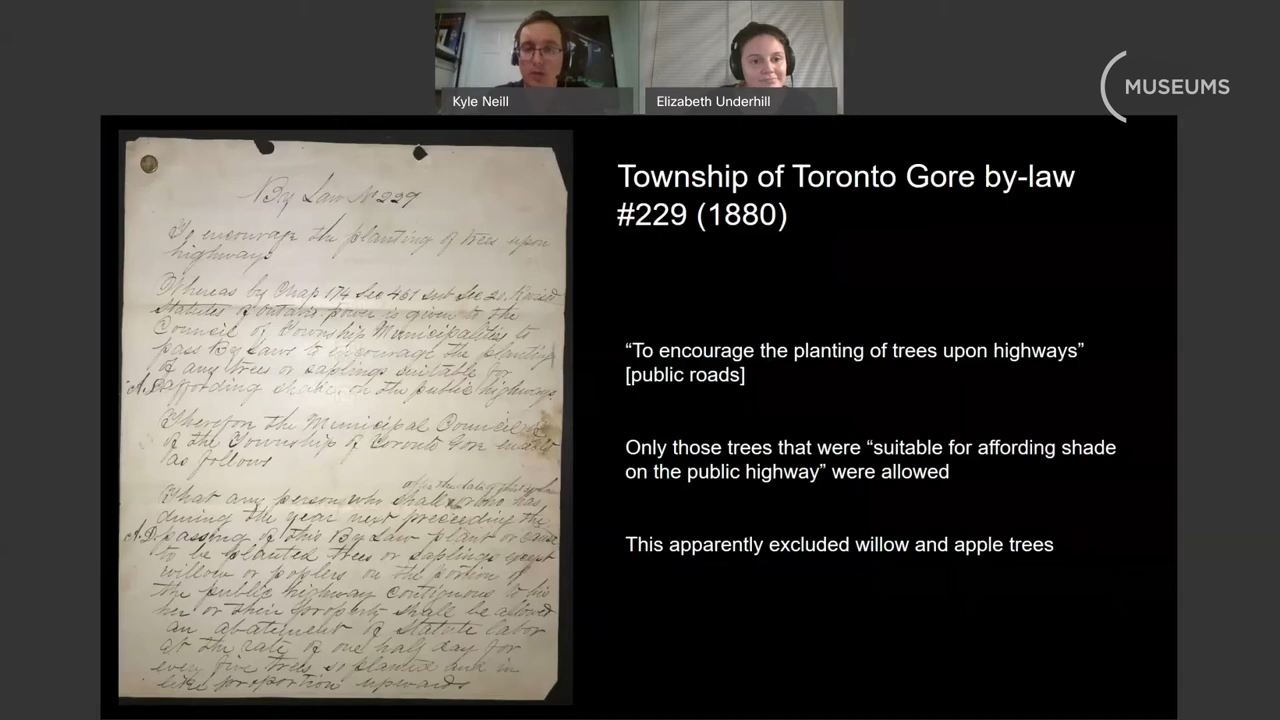 Kyle Neill
Elizabeth Underhill
MUSEUMS
By Law No 229
To encourage the planting of trees upon
highways
Whereas by Chap 174 Sec 461 sub Sec 20. Revised
Statutes of Ontario power is given to the
Council of Township Municipalities to
pass By Laws to encourage the planting
of any trees or saplings suitable for
affording shade on the public highways.
Therefore the Municipal Council
of the Township of Toronto Gore enacts
as follows
after the date of this
That any person who shall or who has
during the year next preceeding the
A.D. passing of this By Law plant or cause
to be planted trees or saplings except
willow or poplers on the portion of
the public highway contiguous to his
her or their property shall be allowed
an abatement of statute labor
at the rate of one half day for
every five trees so planted and in
like proportion upwards
Township of Toronto Gore by-law
#229 (1880)
“To encourage the planting of trees upon highways”
[public roads]
Only those trees that were “suitable for affording shade
on the public highway” were allowed
This apparently excluded willow and apple trees